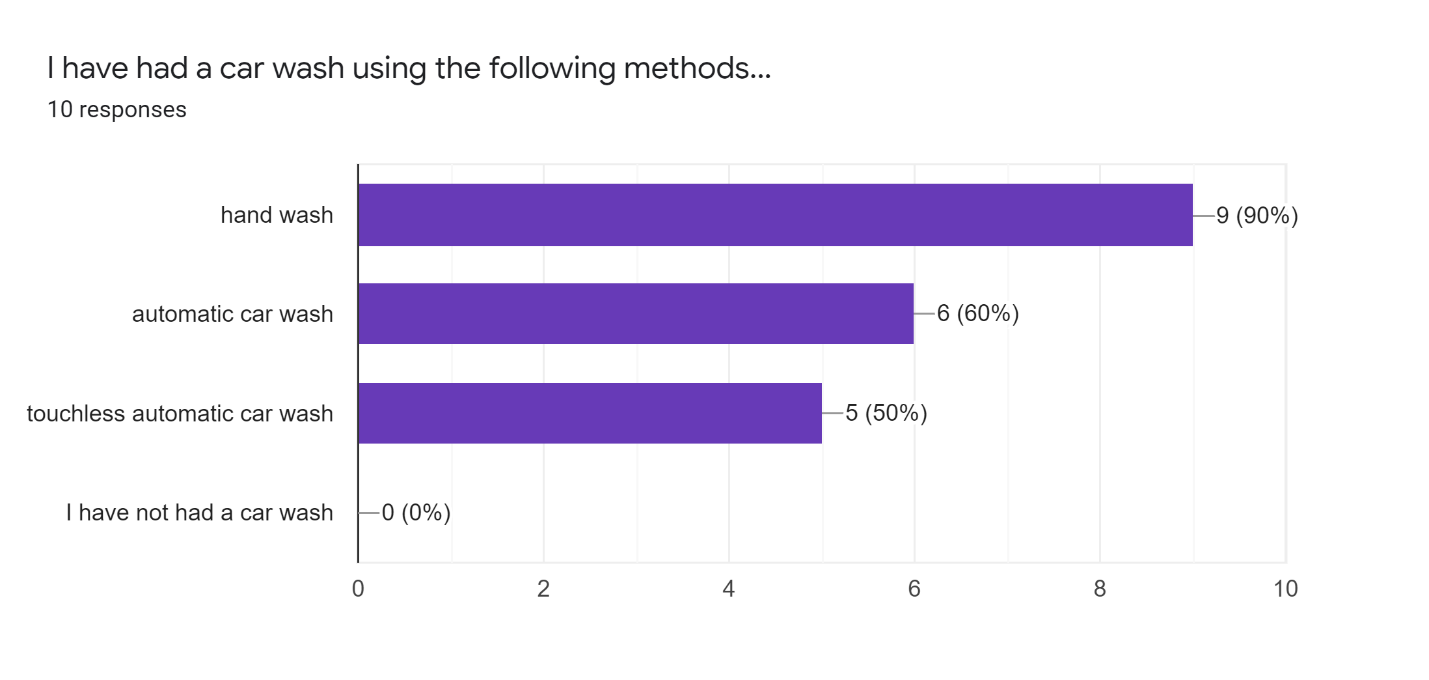 I have had a car wash using the following methods...
10 responses
hand wash
9 (90%)
automatic car wash
6 (60%)
touchless automatic car wash
5 (50%)
I have not had a car wash
0 (0%)
0 2 4 6 8 10